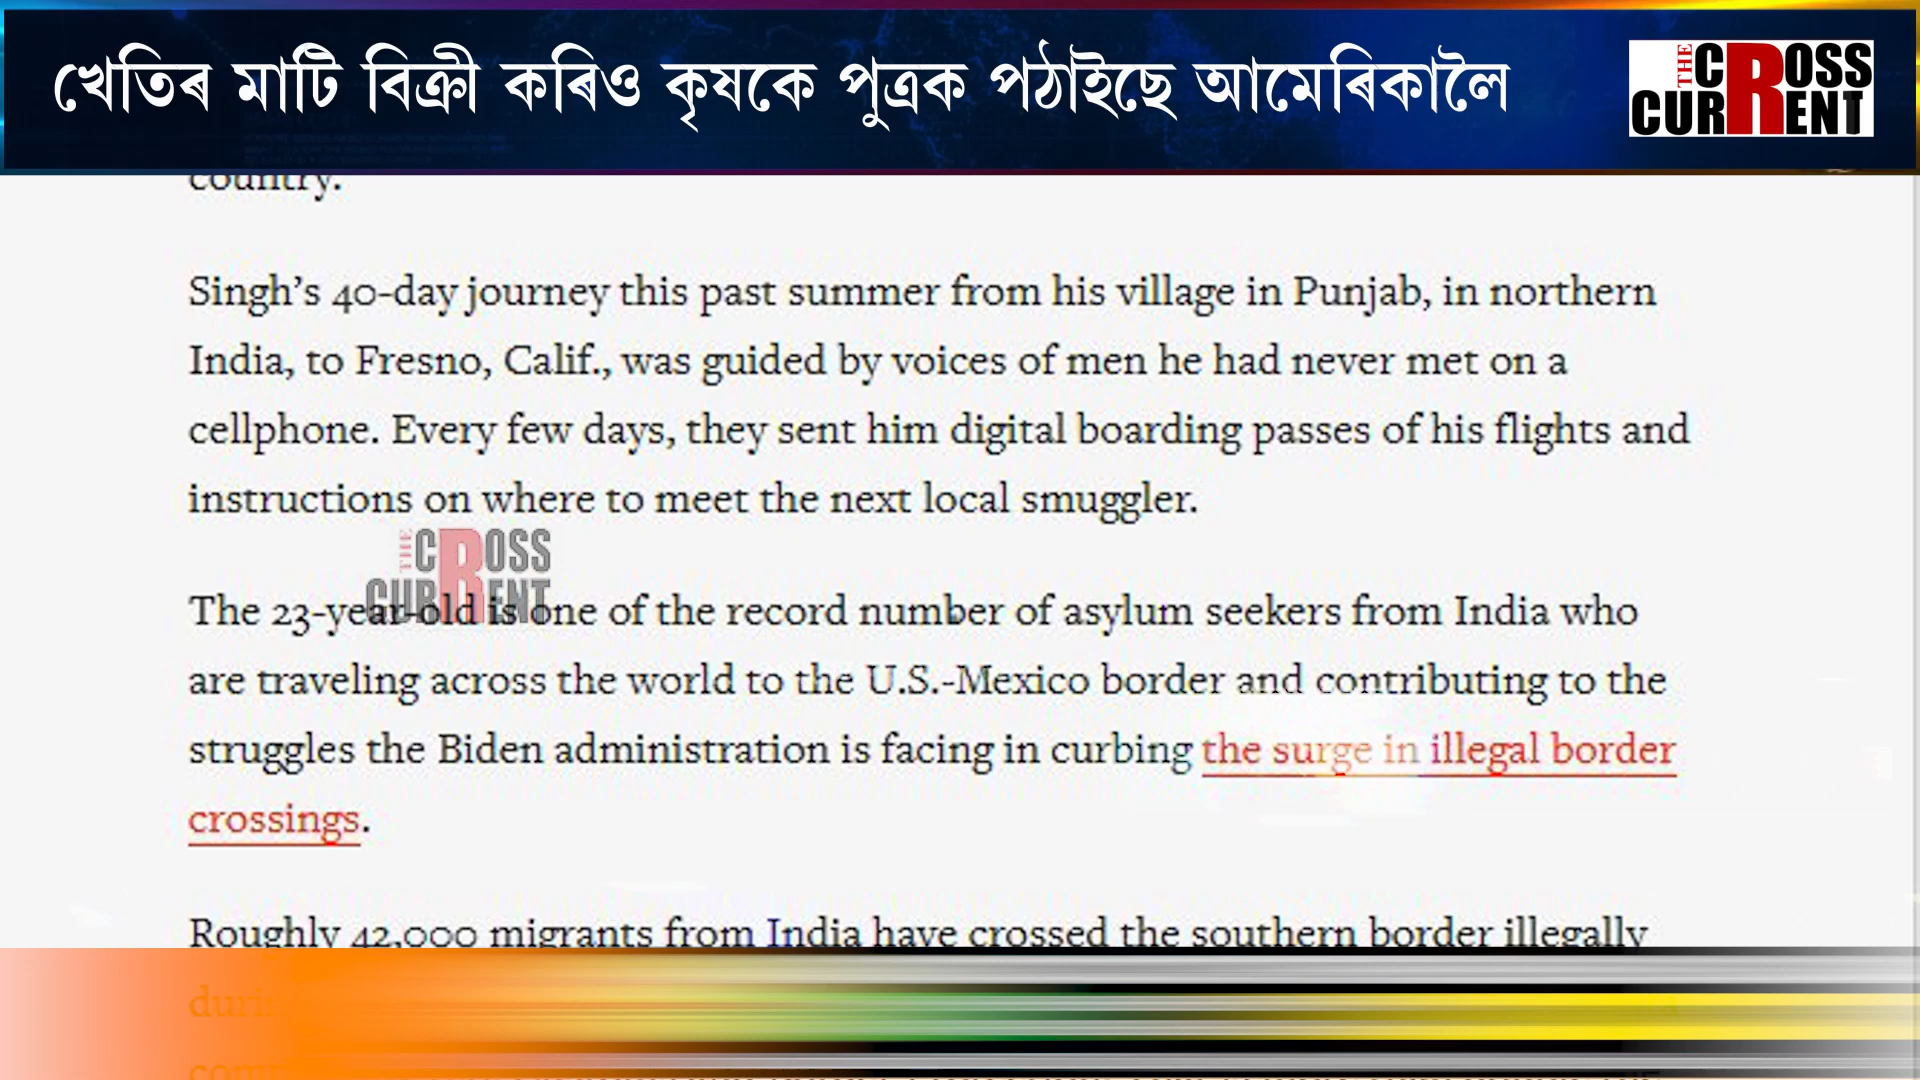 খেতিৰ মাটি বিক্ৰী কৰিও কৃষকে পুত্ৰক পঠাইছে আমেৰিকালৈ
THE CROSS
CURRENT
country.
Singh’s 40-day journey this past summer from his village in Punjab, in northern
India, to Fresno, Calif., was guided by voices of men he had never met on a
cellphone. Every few days, they sent him digital boarding passes of his flights and
instructions on where to meet the next local smuggler.
THE CROSS
CURRENT
The 23-year-old is one of the record number of asylum seekers from India who
are traveling across the world to the U.S.-Mexico border and contributing to the
struggles the Biden administration is facing in curbing the surge in illegal border
crossings.
Roughly 42,000 migrants from India have crossed the southern border illegally